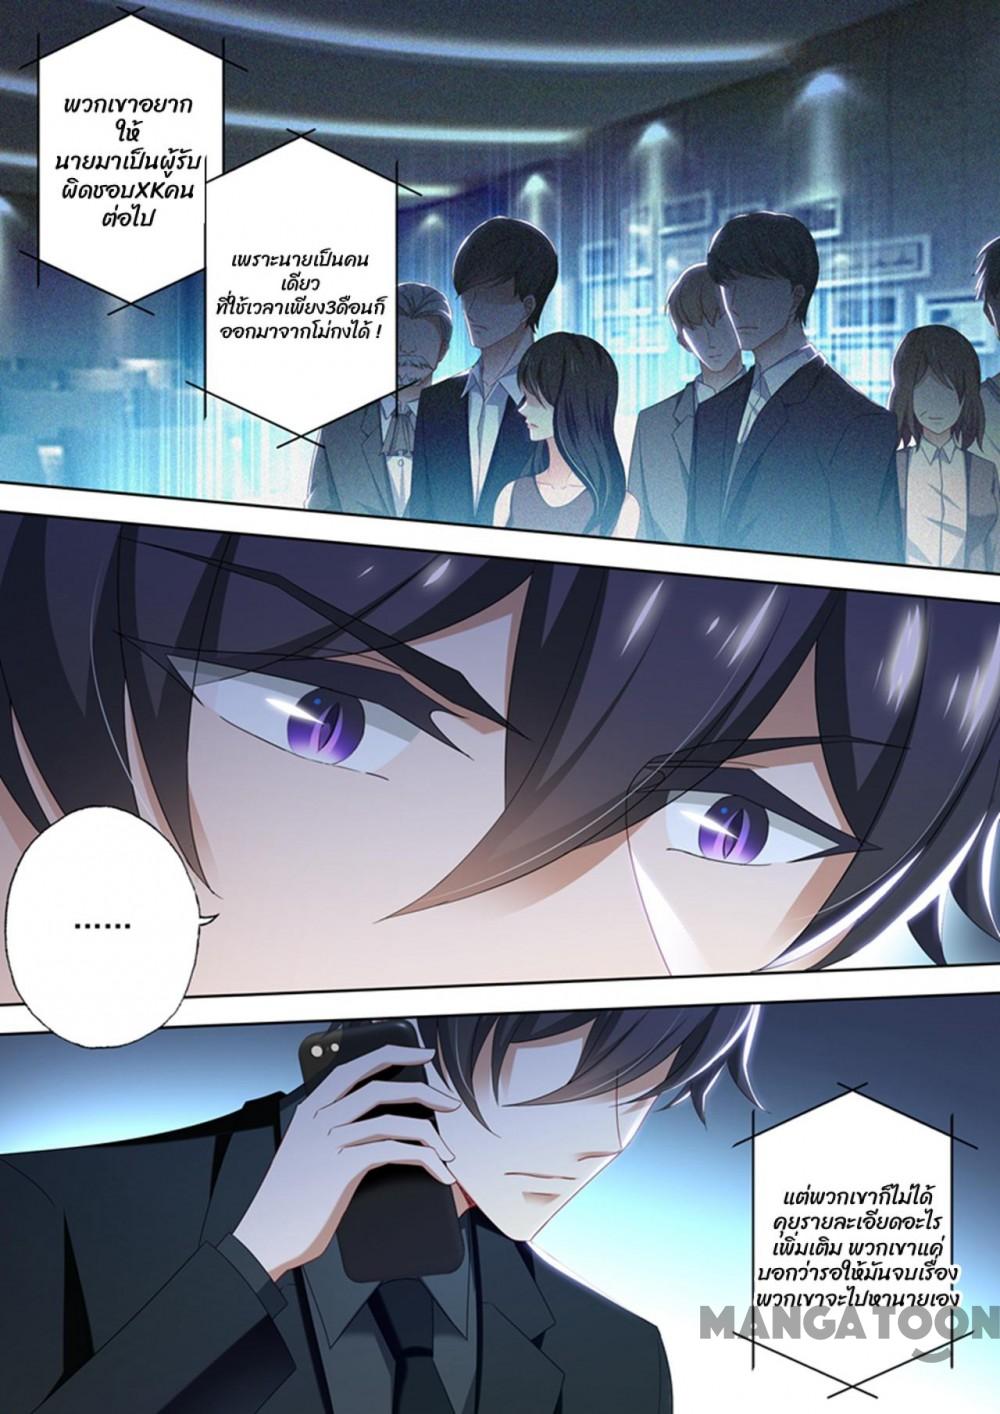 พวกเขาอยาก
ให้
นายมาเป็นผู้รับ
ผิดชอบXKคน
ต่อไป
เพราะนายเป็นคน
เดียว
ที่ใช้เวลาเพียง3ดือนก็
ออกมาจากโม่กงได้ !
......
แต่พวกเขาก็ไม่ได้
คุยรายละเอียดอะไร
เพิ่มเติม พวกเขาแค่
บอกว่ารอให้มันจบเรื่อง
พวกเขาจะไปหานายเอง
MANGATOON